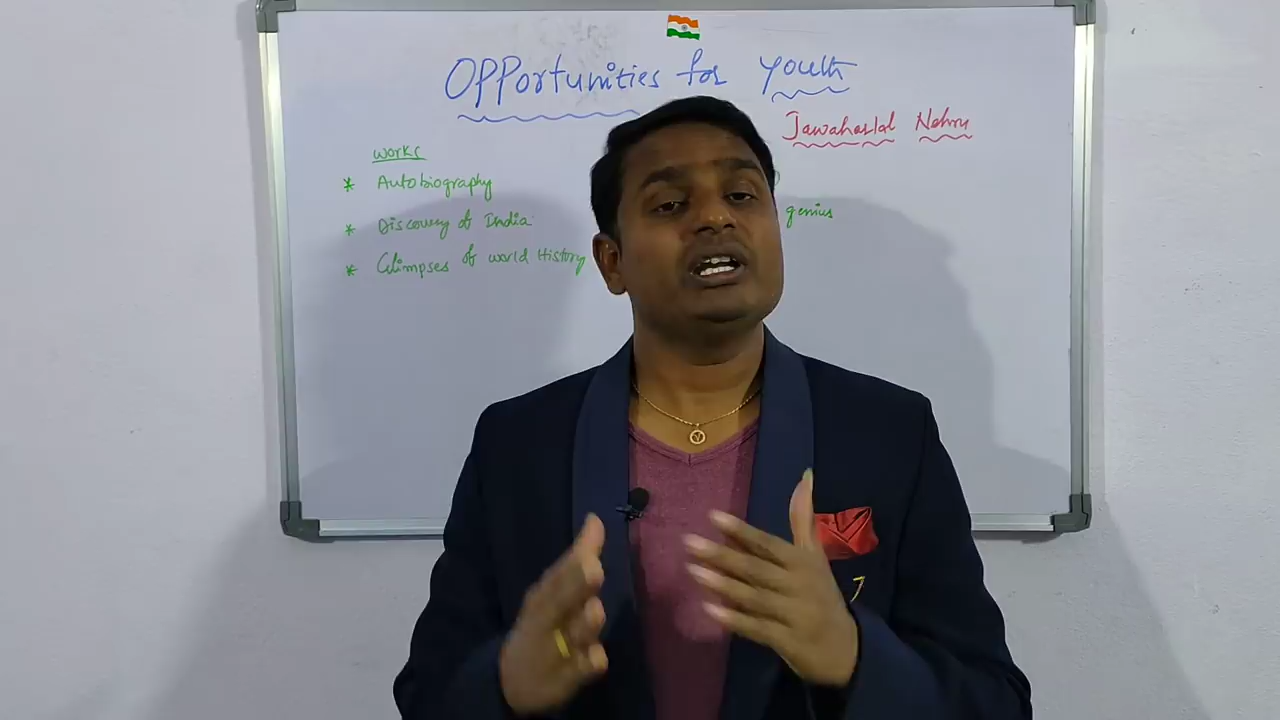 Opportunities for Youth
Jawaharlal Nehru
works
* Autobiography
* Discovery of India
* Glimpses of world History
genius